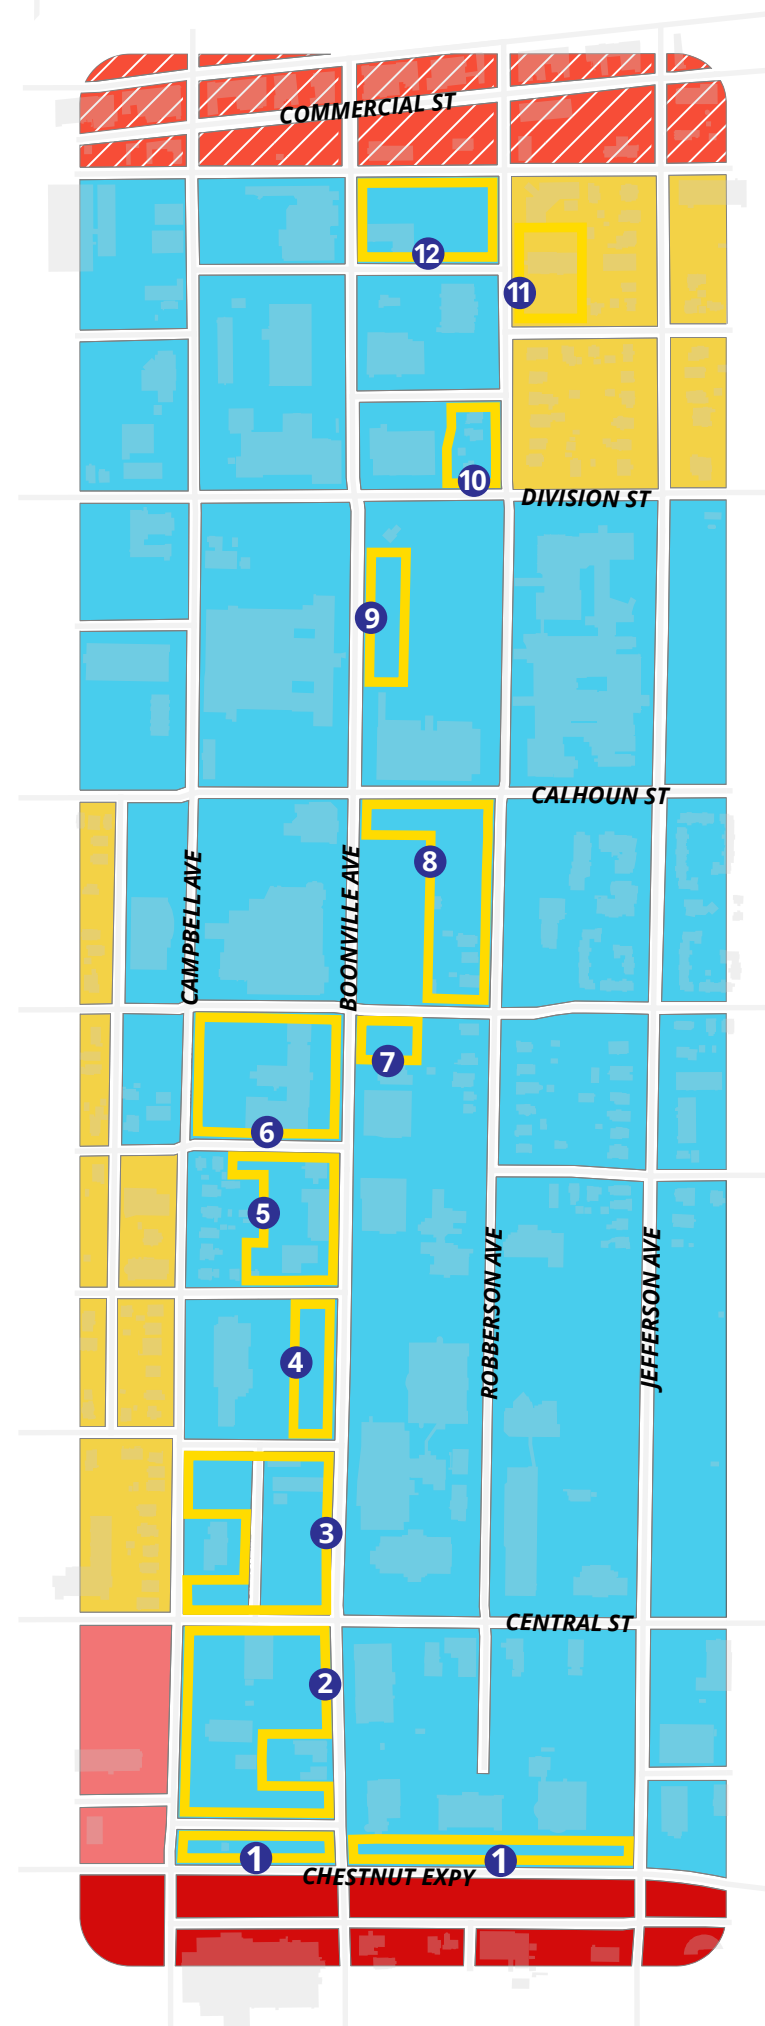 COMMERCIAL ST
12
11
10
DIVISION ST
9
CALHOUN ST
8
CAMPBELL AVE
BOONVILLE AVE
7
6
5
ROBBERSON AVE
JEFFERSON AVE
4
3
CENTRAL ST
2
1
1
CHESTNUT EXPY